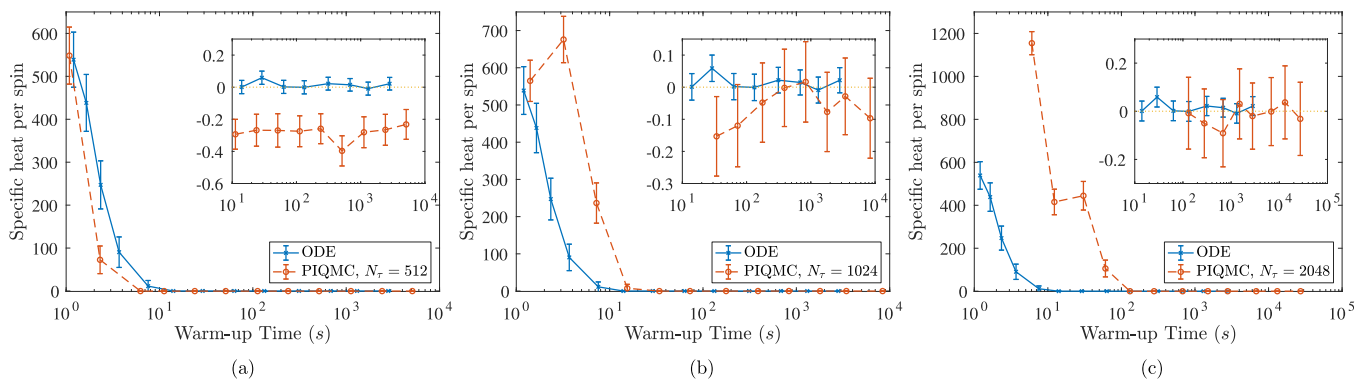 600
500
400
300
200
100
0
Specific heat per spin
10^0 10^1 10^2 10^3 10^4
Warm-up Time (s)
0.2
0
-0.2
-0.4
-0.6
10^1 10^2 10^3 10^4 10^5
ODE
PIQMC, N_τ = 512
(a)
700
600
500
400
300
200
100
0
Specific heat per spin
10^0 10^1 10^2 10^3 10^4
Warm-up Time (s)
0.1
0
-0.1
-0.2
-0.3
10^1 10^2 10^3 10^4
ODE
PIQMC, N_τ = 1024
(b)
1200
1000
800
600
400
200
0
Specific heat per spin
10^0 10^1 10^2 10^3 10^4 10^5
Warm-up Time (s)
0.2
0
-0.2
10^1 10^2 10^3 10^4 10^5
ODE
PIQMC, N_τ = 2048
(c)